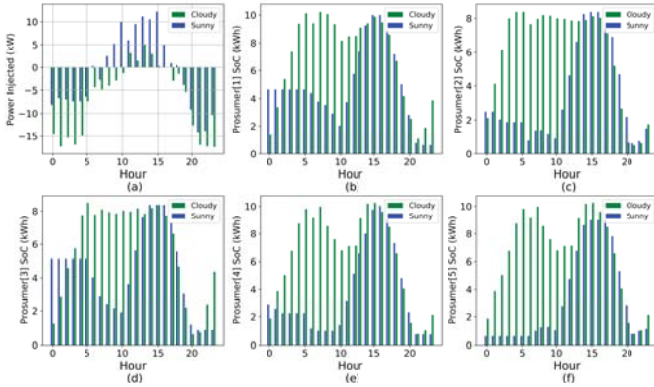 Power Injected (kW)
10
5
0
−5
−10
−15
Cloudy
Sunny
0 5 10 15 20
Hour
(a)
Prosumer[1] SoC (kWh)
10
8
6
4
2
0
Cloudy
Sunny
0 5 10 15 20
Hour
(b)
Prosumer[2] SoC (kWh)
8
6
4
2
0
Cloudy
Sunny
0 5 10 15 20
Hour
(c)
Prosumer[3] SoC (kWh)
8
6
4
2
0
Cloudy
Sunny
0 5 10 15 20
Hour
(d)
Prosumer[4] SoC (kWh)
10
8
6
4
2
0
Cloudy
Sunny
0 5 10 15 20
Hour
(e)
Prosumer[5] SoC (kWh)
10
8
6
4
2
0
Cloudy
Sunny
0 5 10 15 20
Hour
(f)